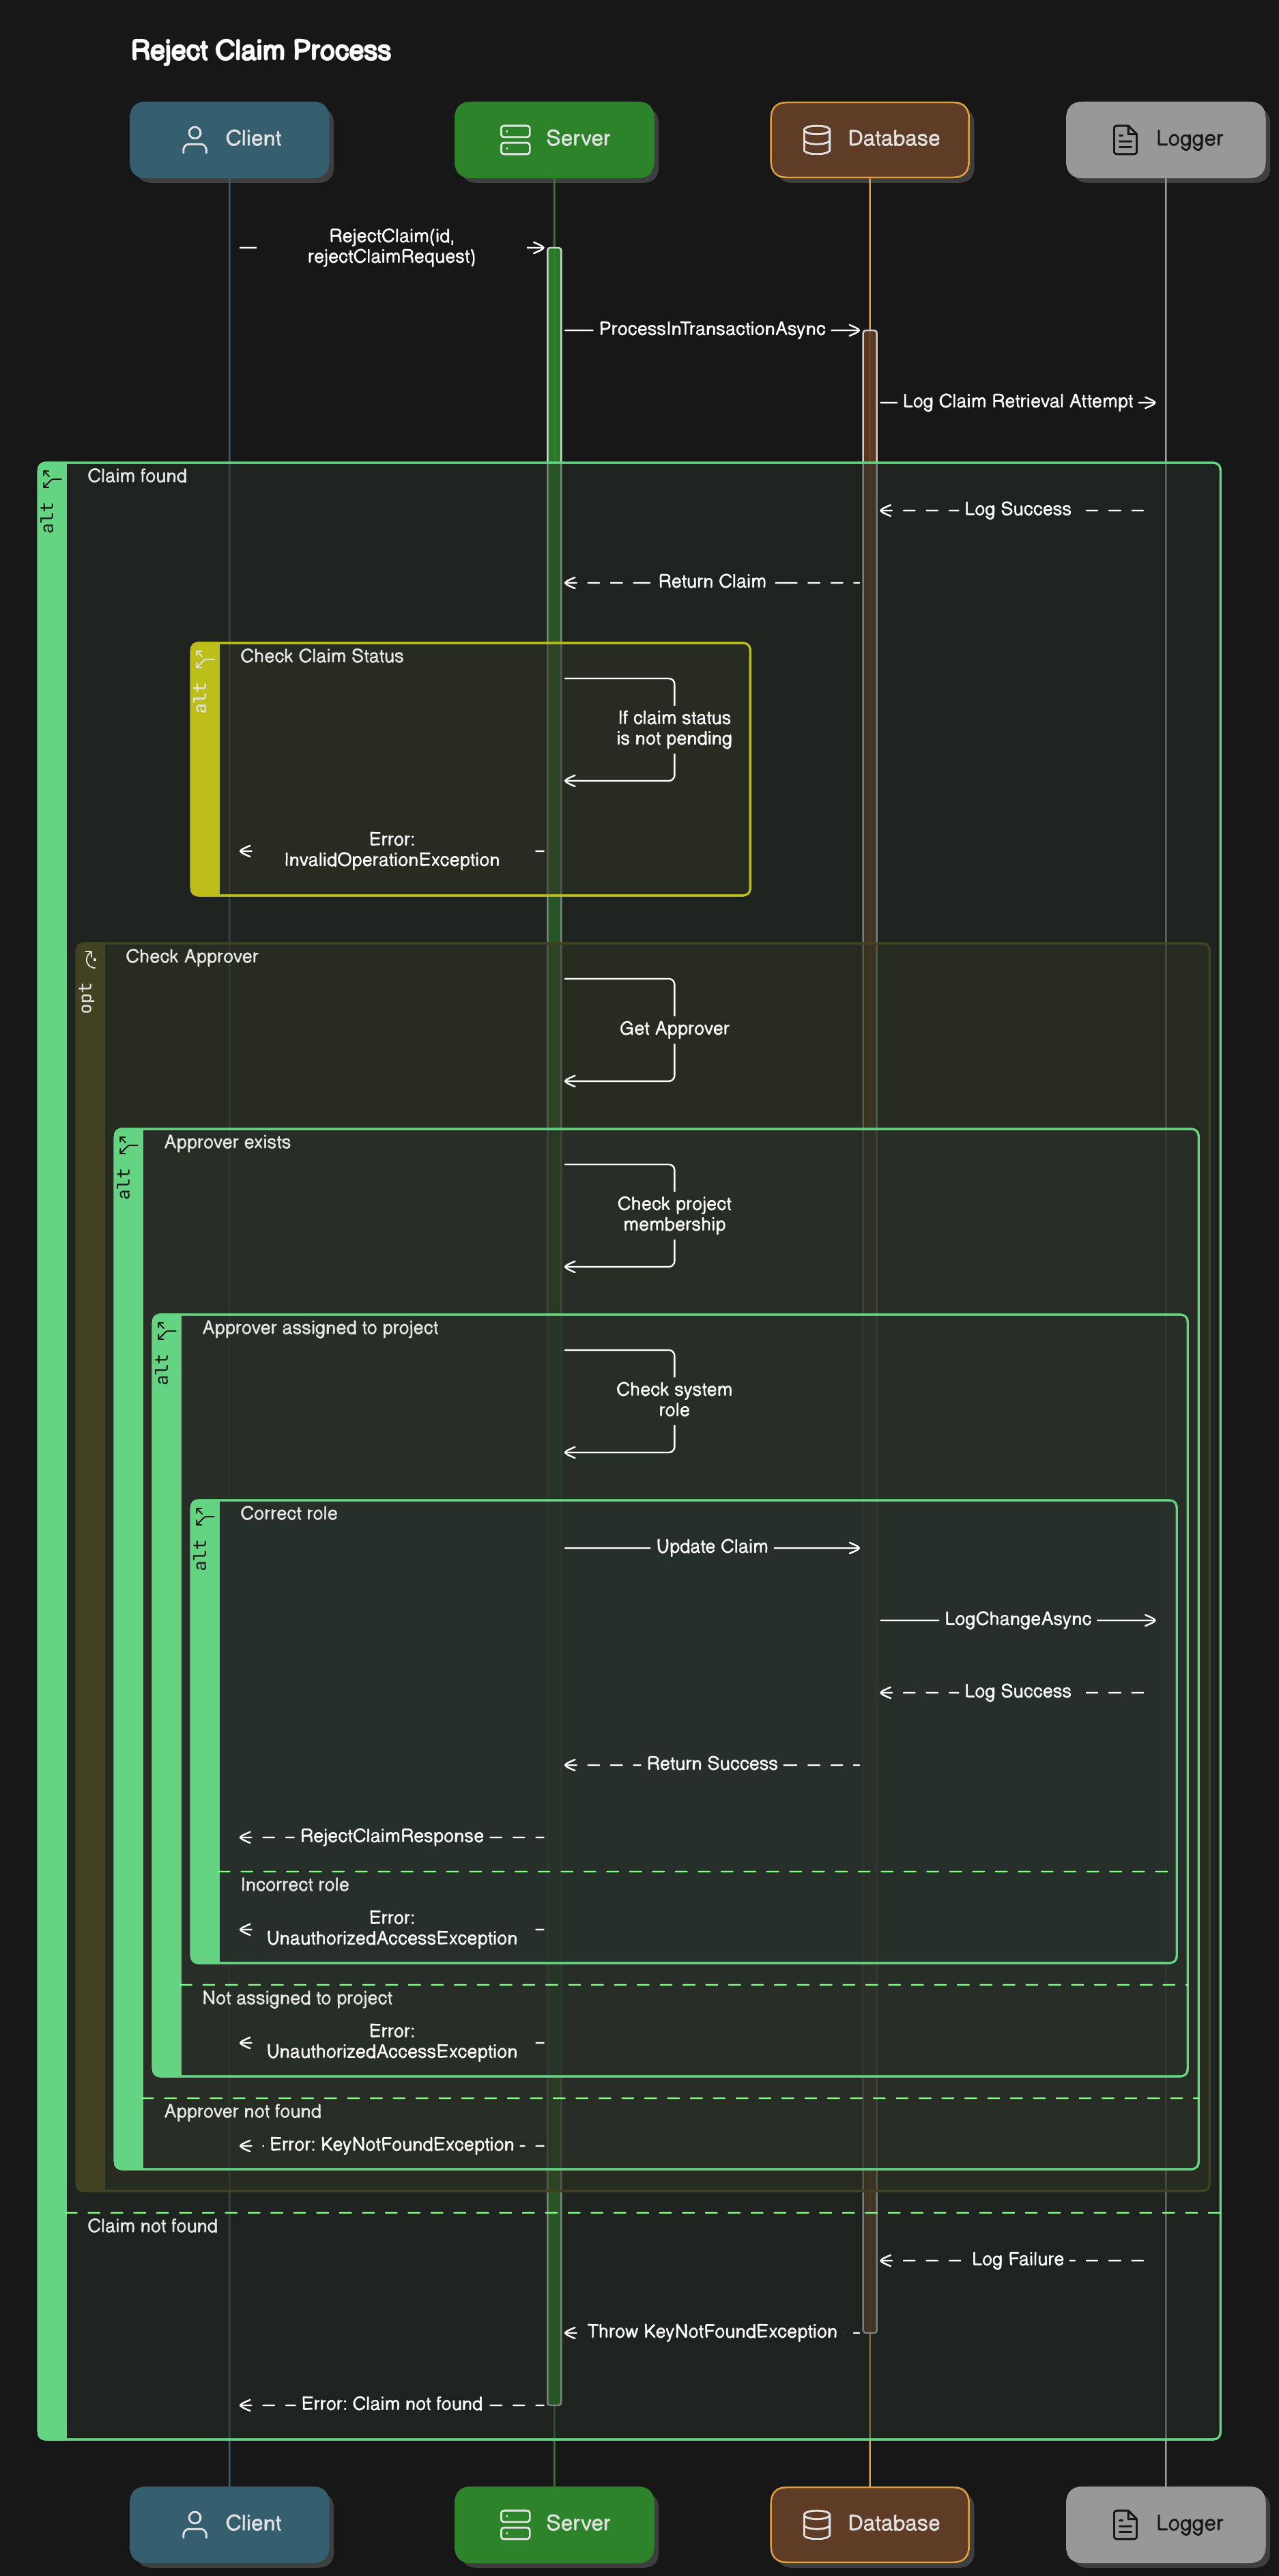 Reject Claim Process
Client
Server
Database
Logger
RejectClaim(id,
rejectClaimRequest)
ProcessInTransactionAsync
Log Claim Retrieval Attempt
alt
Claim found
Log Success
Return Claim
alt
Check Claim Status
If claim status
is not pending
Error:
InvalidOperationException
opt
Check Approver
Get Approver
alt
Approver exists
Check project
membership
alt
Approver assigned to project
Check system
role
alt
Correct role
Update Claim
LogChangeAsync
Log Success
Return Success
RejectClaimResponse
Incorrect role
Error:
UnauthorizedAccessException
Not assigned to project
Error:
UnauthorizedAccessException
Approver not found
Error: KeyNotFoundException
Claim not found
Log Failure
Throw KeyNotFoundException
Error: Claim not found
Client
Server
Database
Logger